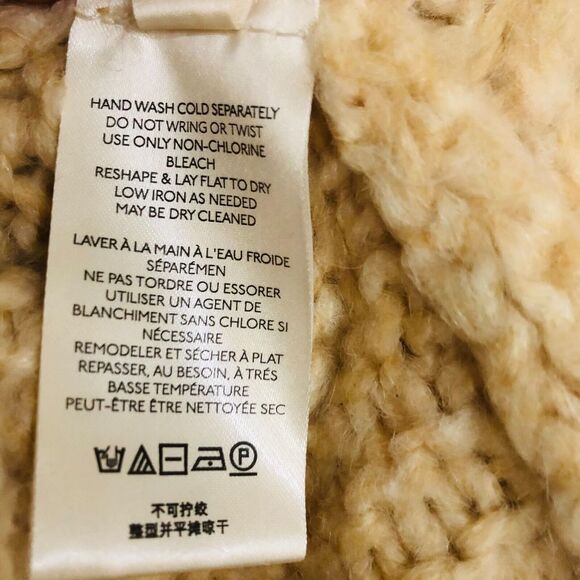 HAND WASH COLD SEPARATELY
DO NOT WRING OR TWIST
USE ONLY NON-CHLORINE
BLEACH
RESHAPE & LAY FLAT TO DRY
LOW IRON AS NEEDED
MAY BE DRY CLEANED
LAVER À LA MAIN À L'EAU FROIDE
SÉPARÉMEN
NE PAS TORDRE OU ESSORER
UTILISER UN AGENT DE
BLANCHIMENT SANS CHLORE SI
NÉCESSAIRE
REMODELER ET SÉCHER À PLAT
REPASSER, AU BESOIN, À TRÉS
BASSE TEMPÉRATURE
PEUT-ÊTRE ÊTRE NETTOYÉE SEC
P
不可拧绞
整型并平摊晾干